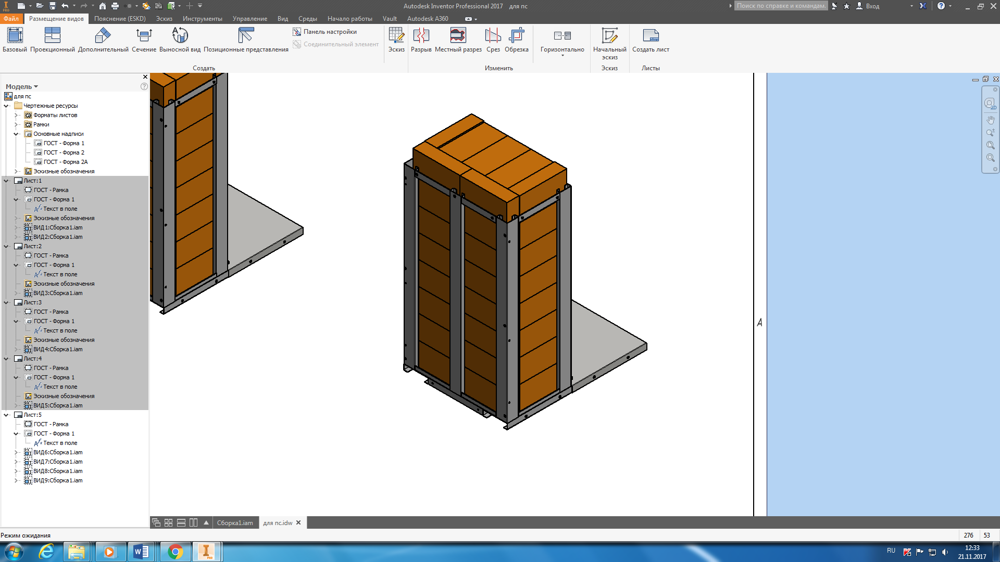 Autodesk Inventor Professional 2017 для пс
Поиск по справке и командам.
Вход
PRO
Файл Размещение видов Пояснение (ESKD) Эскиз Инструменты Управление Вид Среды Начало работы Vault Autodesk A360
Базовый Проекционный Дополнительный Сечение Выносной вид Позиционные представления
Панель настройки
Соединительный элемент
Эскиз Разрыв Местный разрез Срез Обрезка Горизонтально Начальный эскиз Создать лист
Создать Изменить Эскиз Листы
Модель
для пс
Чертежные ресурсы
Форматы листов
Рамки
Основные надписи
ГОСТ - Форма 1
ГОСТ - Форма 2
ГОСТ - Форма 2А
Эскизные обозначения
Лист:1
ГОСТ - Рамка
ГОСТ - Форма 1
Текст в поле
Эскизные обозначения
ВИД1:Сборка1.iam
ВИД2:Сборка1.iam
Лист:2
ГОСТ - Рамка
ГОСТ - Форма 1
Текст в поле
Эскизные обозначения
ВИД3:Сборка1.iam
Лист:3
ГОСТ - Рамка
ГОСТ - Форма 1
Текст в поле
Эскизные обозначения
ВИД4:Сборка1.iam
Лист:4
ГОСТ - Рамка
ГОСТ - Форма 1
Текст в поле
Эскизные обозначения
ВИД5:Сборка1.iam
Лист:5
ГОСТ - Рамка
ГОСТ - Форма 1
Текст в поле
ВИД6:Сборка1.iam
ВИД7:Сборка1.iam
ВИД8:Сборка1.iam
ВИД9:Сборка1.iam
2D
А
Сборка1.iam для пс.idw
Режим ожидания
276 53
RU
12:33
21.11.2017